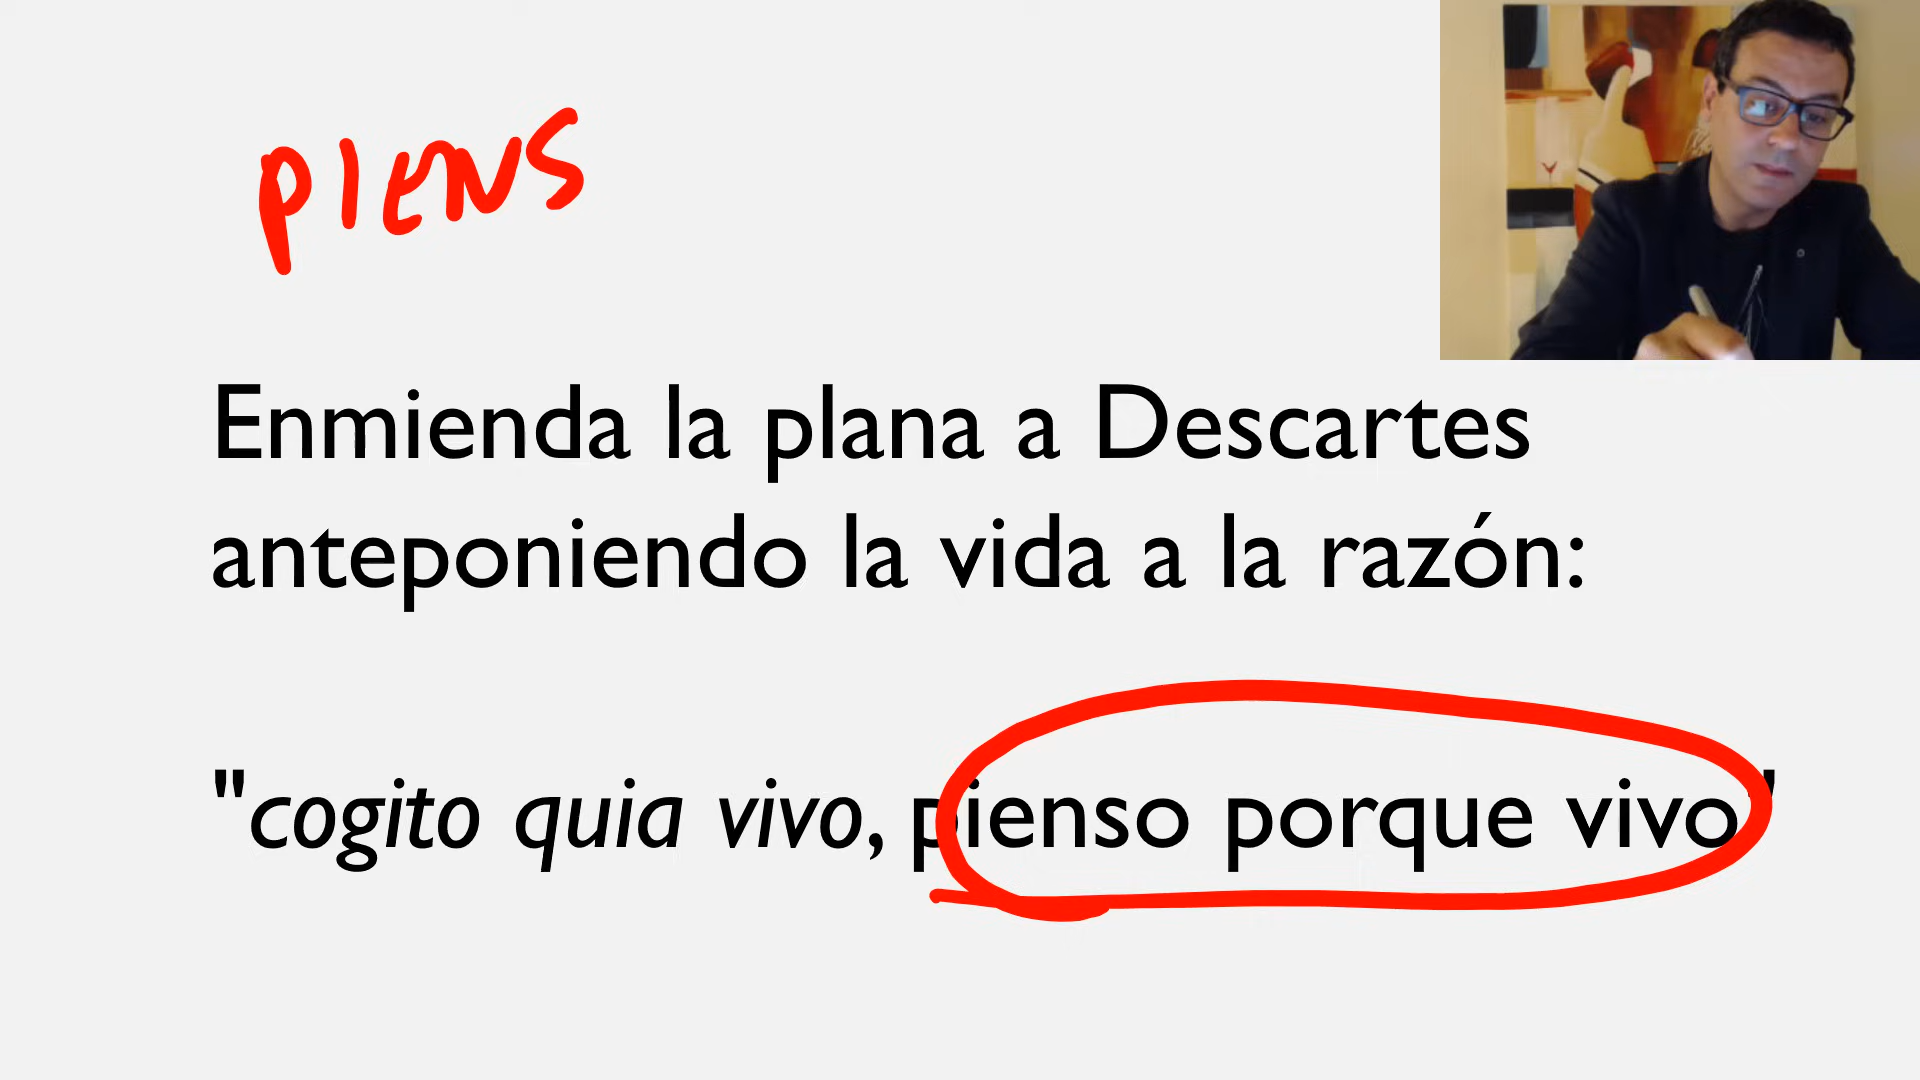 piens
Enmienda la plana a Descartes
anteponiendo la vida a la razón:
"cogito quia vivo, pienso porque vivo"